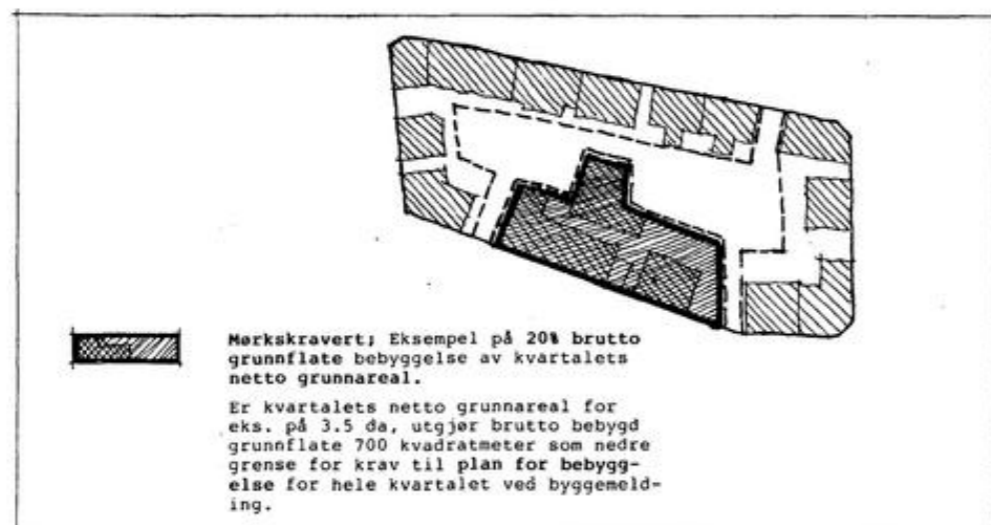 Mørkskravert; Eksempel på 20% brutto
grunnflate bebyggelse av kvartalets
netto grunnareal.
Er kvartalets netto grunnareal for
eks. på 3.5 da, utgjør brutto bebygd
grunnflate 700 kvadratmeter som nedre
grense for krav til plan for bebygg-
else for hele kvartalet ved byggemeld-
ing.